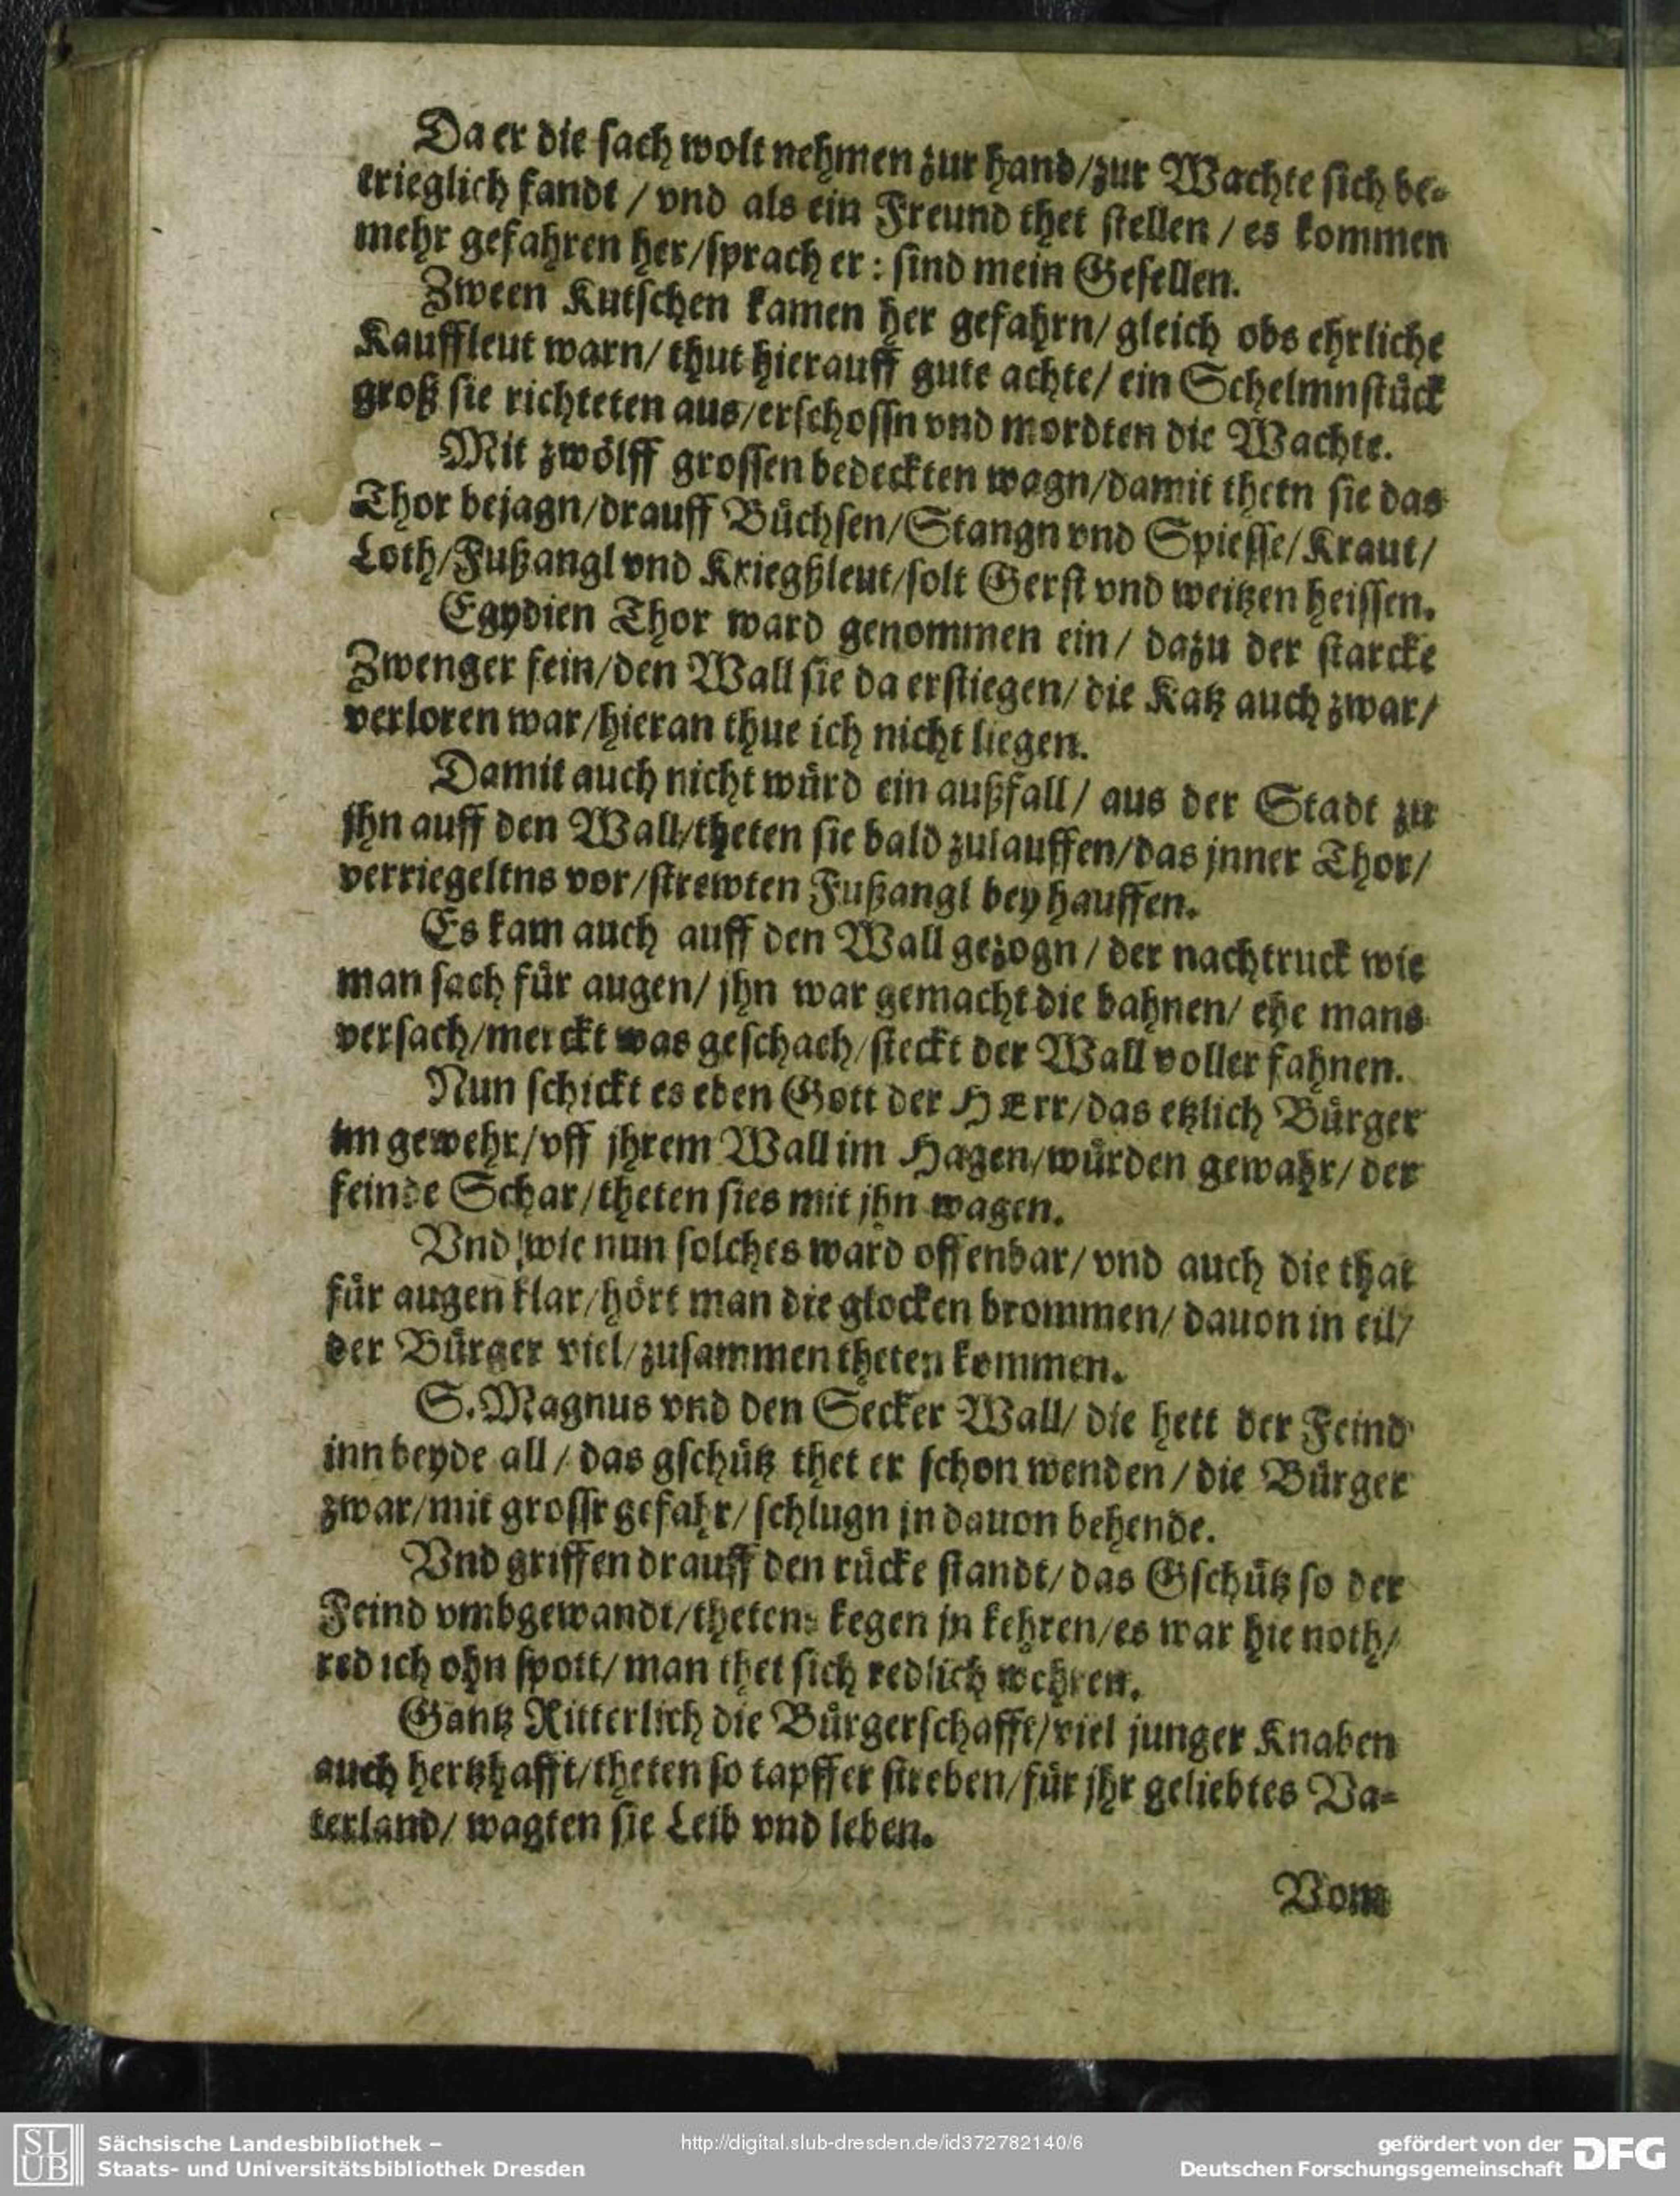 Da er die sach wolt nehmen zur hand/zur Wachte sich be-
trieglich fandt / vnd als ein Freund thet stellen / es kommen
mehr gefahren her/sprach er: sind mein Gesellen.
Zween Kutschen kamen her gefahrn/gleich obs ehrliche
Kauffleut warn/ thut hierauff gute achte/ ein Schelmnstück
groß sie richteten aus/erschossn vnd mordten die Wachte.
Mit zwölff grossen bedeckten wagn/damit thetn sie das
Thor bejagn/drauff Büchsen/Stangn vnd Spiesse/Kraut/
Loth/Fußangl vnd Kriegßleut/solt Gerst vnd weitzen heissen.
Egydien Thor ward genommen ein/ dazu der starcke
Zwenger fein/den Wall sie da erstiegen/ die Katz auch zwar/
verloren war/hieran thue ich nicht liegen.
Damit auch nicht würd ein außfall/ aus der Stadt zu
jhn auff den Wall/theten sie bald zulauffen/das jnner Thor/
verriegeltns vor/strewten Fußangl bey hauffen.
Es kam auch auff den Wall gezogn / der nachtruck wie
man sach für augen/ jhn war gemacht die bahnen/ ehe mans
versach/merckt was geschach/steckt der Wall voller fahnen.
Nun schickt es eben Gott der HErr/das etzlich Bürger
im gewehr/vff jhrem Wall im Hagen/würden gewahr/ der
feinde Schar/theten sies mit jhn wagen.
Vnd wie nun solches ward offenbar/ vnd auch die that
für augen klar/hört man die glocken brommen/ dauon in eil/
der Bürger viel/zusammen theten kommen.
S. Magnus vnd den Secker Wall/ die hett der Feind
inn beyde all / das gschütz thet er schon wenden / die Bürger
zwar/mit grossr gefahr/ schlugn jn dauon behende.
Vnd griffen drauff den rücke standt/das Gschütz so der
Feind vmbgewandt/thetens kegen jn kehren/es war hie noth/
red ich ohn spott/ man thet sich redlich wehren.
Gantz Ritterlich die Bürgerschafft/viel junger Knaben
auch hertzhafft/theten so tapffer streben/für jhr geliebtes Va-
terland/ wagten sie Leib vnd leben.
Vom
SLUB
Sächsische Landesbibliothek –
Staats- und Universitätsbibliothek Dresden
http://digital.slub-dresden.de/id372782140/6
gefördert von der
Deutschen Forschungsgemeinschaft
DFG